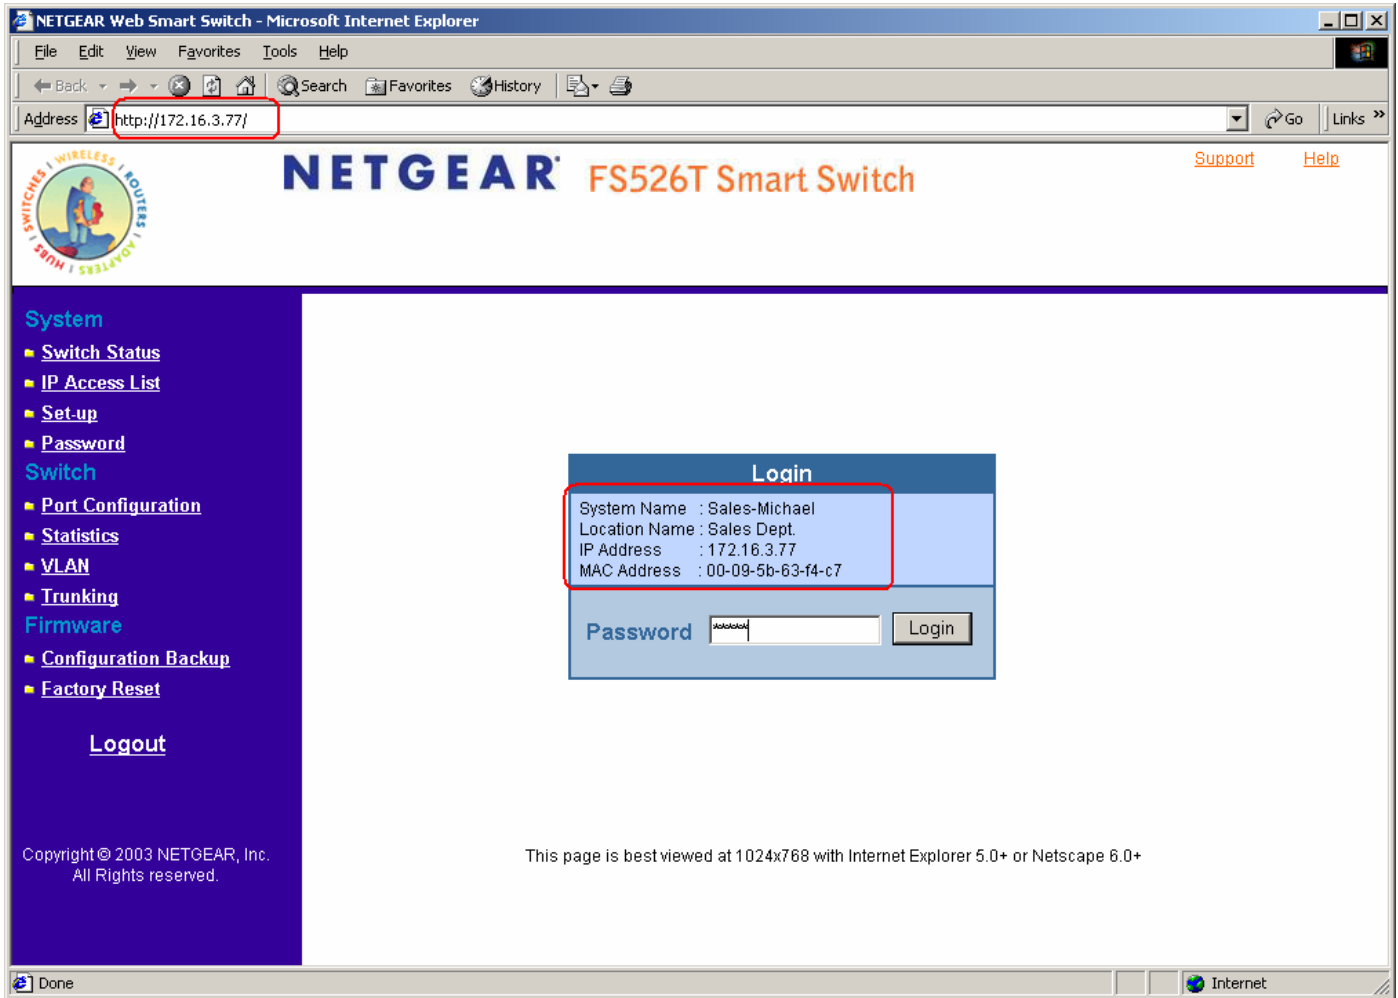 NETGEAR Web Smart Switch - Microsoft Internet Explorer
File Edit View Favorites Tools Help
Back Search Favorites History
Address http://172.16.3.77/ Go Links »
WIRELESS | ROUTERS | ADAPTERS | HUBS | SWITCHES |
NETGEAR FS526T Smart Switch
Support Help
System
Switch Status
IP Access List
Set-up
Password
Switch
Port Configuration
Statistics
VLAN
Trunking
Firmware
Configuration Backup
Factory Reset
Logout
Copyright © 2003 NETGEAR, Inc.
All Rights reserved.
Login
System Name : Sales-Michael
Location Name : Sales Dept.
IP Address : 172.16.3.77
MAC Address : 00-09-5b-63-f4-c7
Password ******** Login
This page is best viewed at 1024x768 with Internet Explorer 5.0+ or Netscape 6.0+
Done Internet